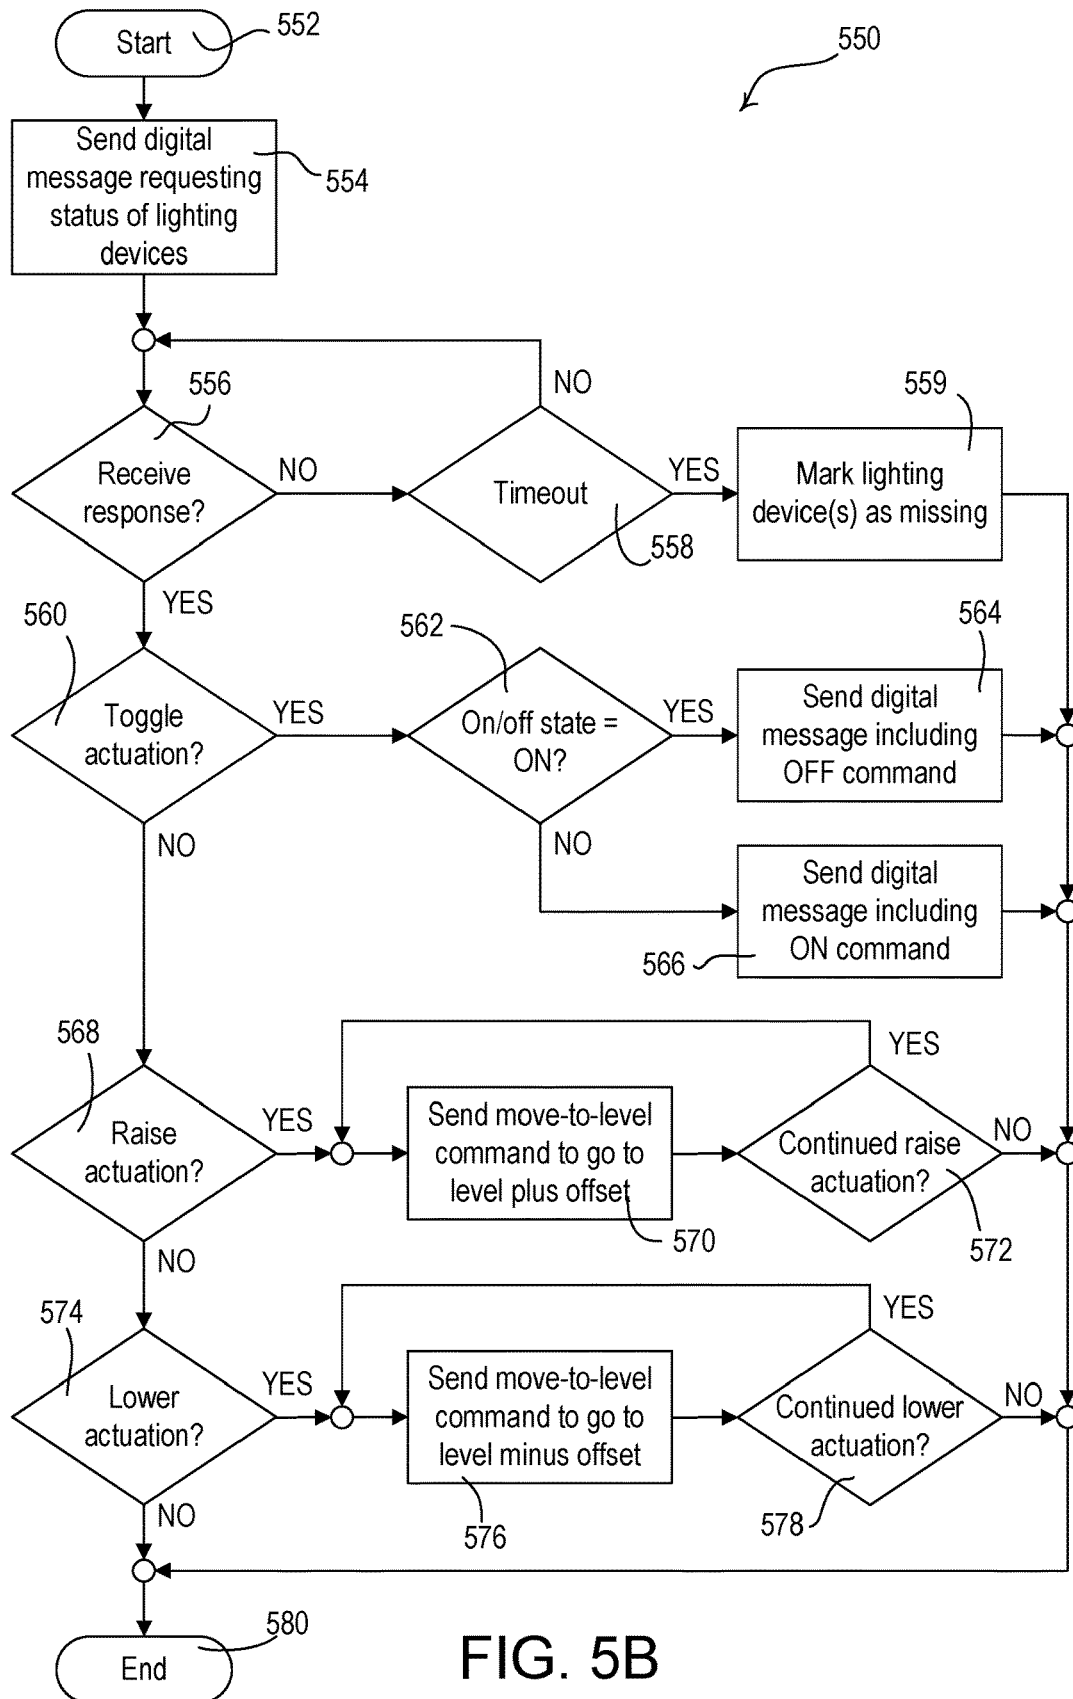 552
Start
550
Send digital
message requesting
status of lighting
devices
554
NO
556
559
Receive
response?
NO
Timeout
YES
Mark lighting
device(s) as missing
558
YES
560
562
564
Toggle
actuation?
YES
On/off state =
ON?
YES
Send digital
message including
OFF command
NO
NO
Send digital
message including
ON command
566
568
YES
Raise
actuation?
YES
Send move-to-level
command to go to
level plus offset
Continued raise
actuation?
NO
570
572
NO
574
YES
Lower
actuation?
YES
Send move-to-level
command to go to
level minus offset
Continued lower
actuation?
NO
576
578
NO
580
End
FIG. 5B